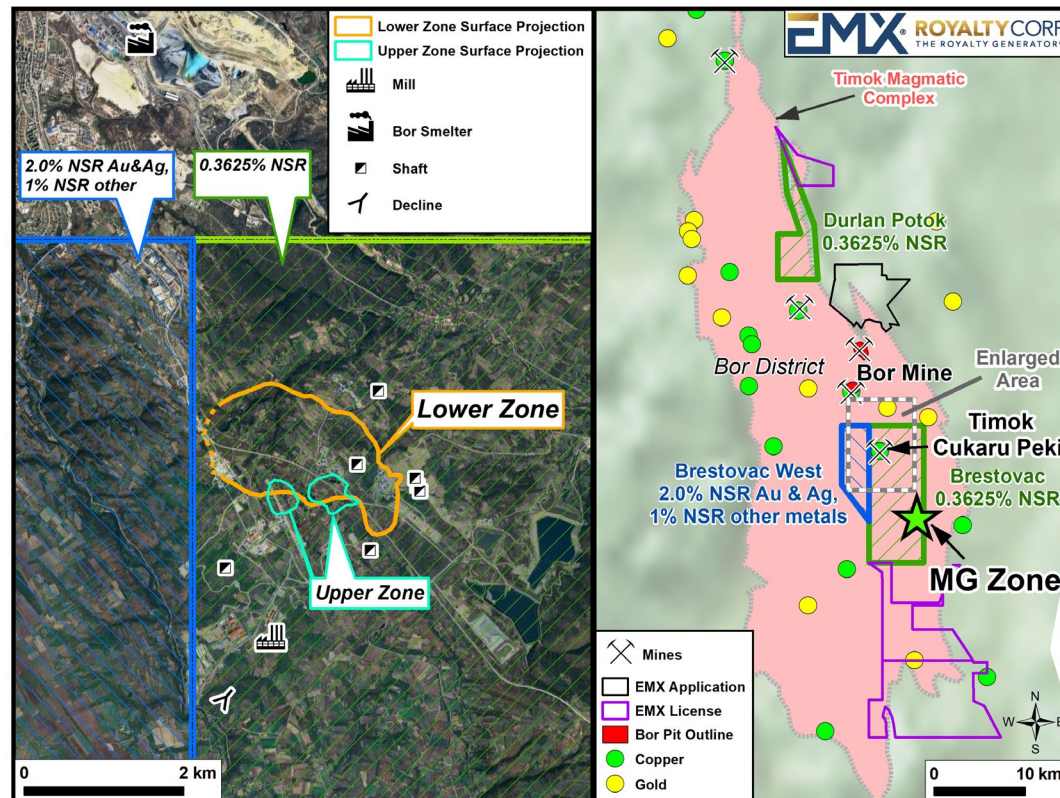 Lower Zone Surface Projection
Upper Zone Surface Projection
Mill
Bor Smelter
Shaft
Decline
2.0% NSR Au&Ag,
1% NSR other
0.3625% NSR
Lower Zone
Upper Zone
0
2 km
EMX® ROYALTYCORP
THE ROYALTY GENERATOR
Timok Magmatic
Complex
Durlan Potok
0.3625% NSR
Bor District
Bor Mine
Enlarged
Area
Timok
Cukaru Peki
Brestovac West
2.0% NSR Au & Ag,
1% NSR other metals
Brestovac
0.3625% NSR
MG Zone
Mines
EMX Application
EMX License
Bor Pit Outline
Copper
Gold
N
W
E
S
0
10 km